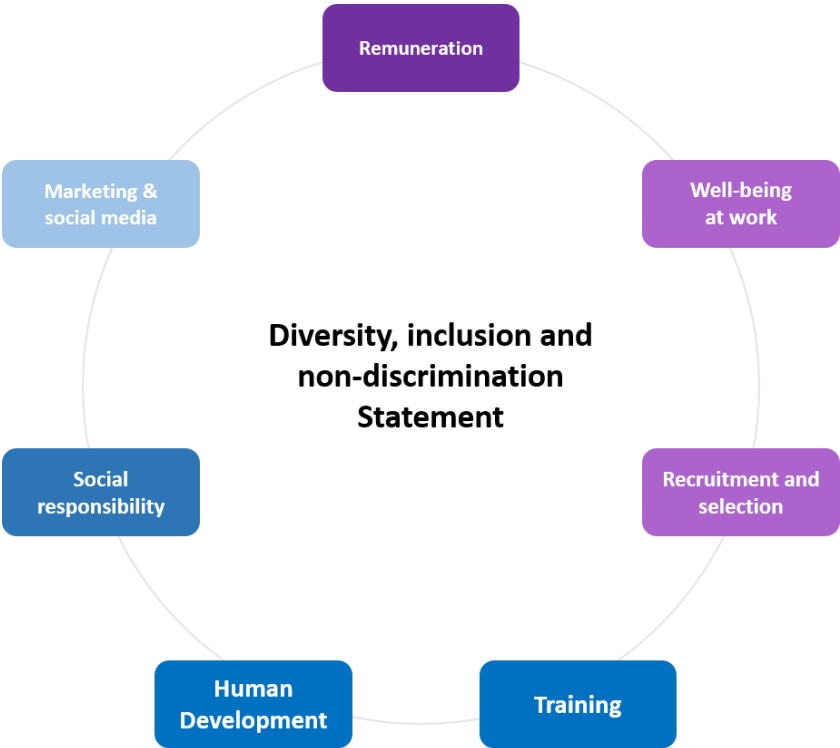 Remuneration
Marketing &
social media
Well-being
at work
Diversity, inclusion and
non-discrimination
Statement
Social
responsibility
Recruitment and
selection
Human
Development
Training